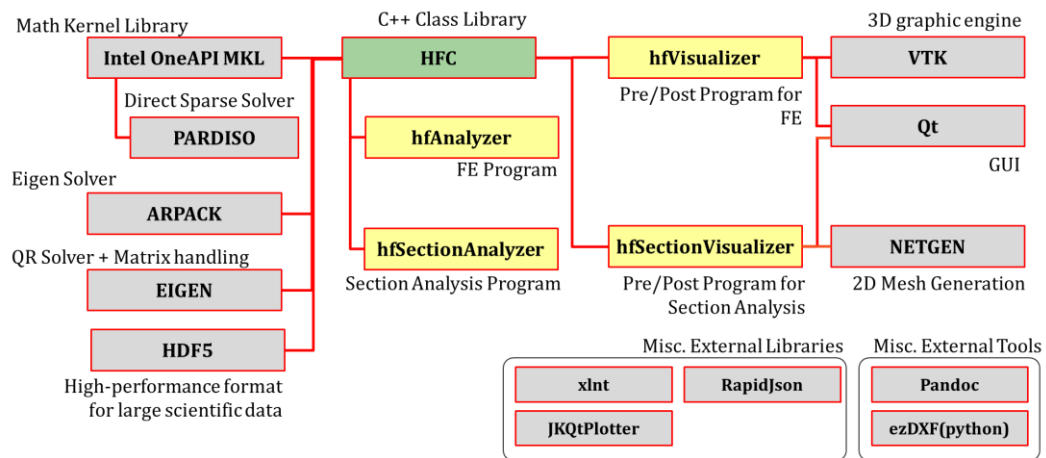 Math Kernel Library
Intel OneAPI MKL
Direct Sparse Solver
PARDISO
Eigen Solver
ARPACK
QR Solver + Matrix handling
EIGEN
HDF5
High-performance format
for large scientific data
C++ Class Library
HFC
hfAnalyzer
FE Program
hfSectionAnalyzer
Section Analysis Program
hfVisualizer
Pre/Post Program for
FE
hfSectionVisualizer
Pre/Post Program for
Section Analysis
3D graphic engine
VTK
Qt
GUI
NETGEN
2D Mesh Generation
Misc. External Libraries
xlnt
RapidJson
JKQtPlotter
Misc. External Tools
Pandoc
ezDXF(python)